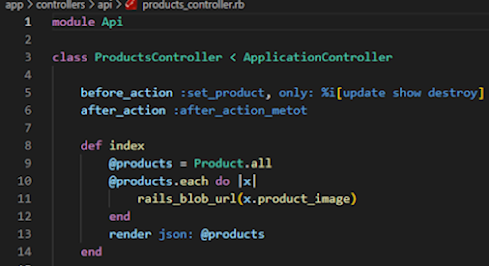 app > controllers > api > products_controller.rb
1 module Api
2
3 class ProductsController < ApplicationController
4
5 before_action :set_product, only: %i[update show destroy]
6 after_action :after_action_metot
7
8 def index
9 @products = Product.all
10 @products.each do |x|
11 rails_blob_url(x.product_image)
12 end
13 render json: @products
14 end